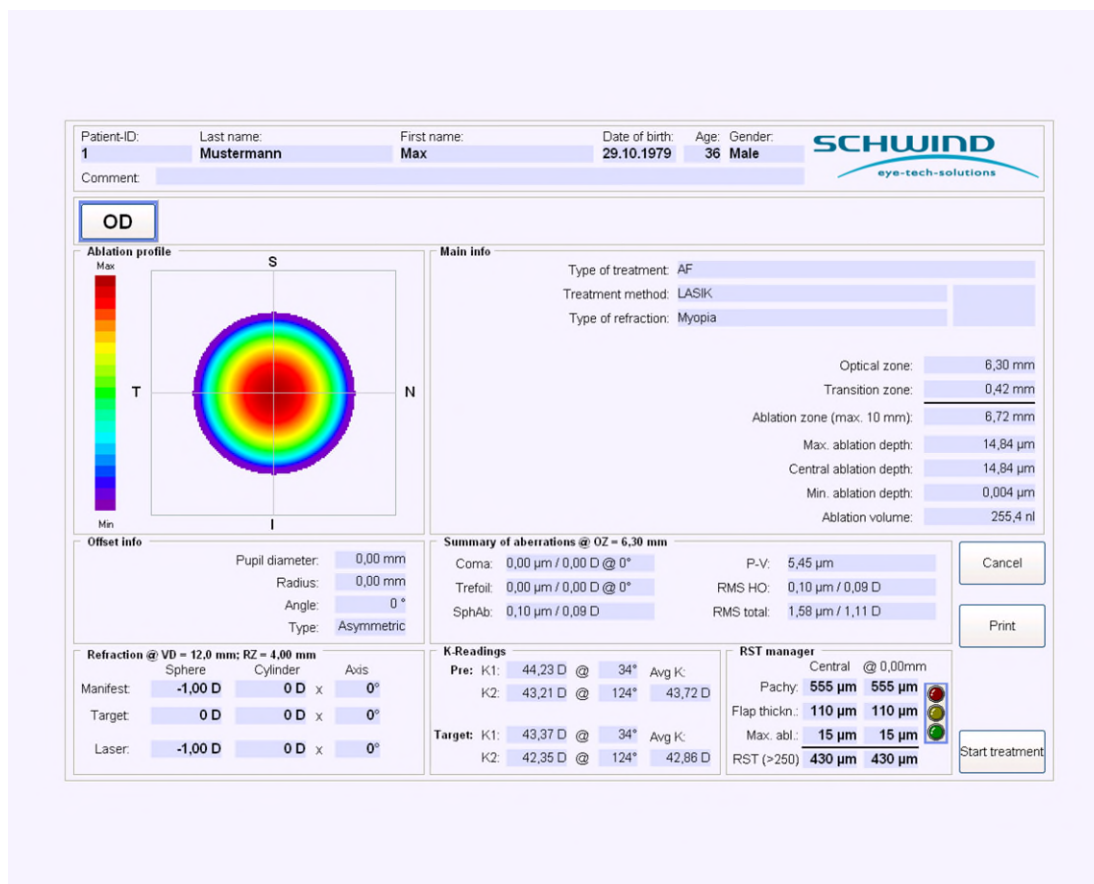 Patient-ID: Last name: First name: Date of birth: Age: Gender:
1 Mustermann Max 29.10.1979 36 Male
SCHWIND
eye-tech-solutions
Comment:
OD
Ablation profile
Max
S
T
N
I
Min
Main info
Type of treatment: AF
Treatment method: LASIK
Type of refraction: Myopia
Optical zone: 6,30 mm
Transition zone: 0,42 mm
Ablation zone (max. 10 mm): 6,72 mm
Max. ablation depth: 14,84 µm
Central ablation depth: 14,84 µm
Min. ablation depth: 0,004 µm
Ablation volume: 255,4 nl
Offset info
Pupil diameter: 0,00 mm
Radius: 0,00 mm
Angle: 0 °
Type: Asymmetric
Summary of aberrations @ OZ = 6,30 mm
Coma: 0,00 µm / 0,00 D @ 0° P-V: 5,45 µm
Trefoil: 0,00 µm / 0,00 D @ 0° RMS HO: 0,10 µm / 0,09 D
SphAb: 0,10 µm / 0,09 D RMS total: 1,58 µm / 1,11 D
Cancel
Print
Refraction @ VD = 12,0 mm; RZ = 4,00 mm
Sphere Cylinder Axis
Manifest: -1,00 D 0 D x 0°
Target: 0 D 0 D x 0°
Laser: -1,00 D 0 D x 0°
K-Readings
Pre: K1: 44,23 D @ 34° Avg K:
K2: 43,21 D @ 124° 43,72 D
Target: K1: 43,37 D @ 34° Avg K:
K2: 42,35 D @ 124° 42,86 D
RST manager
Central @ 0,00mm
Pachy: 555 µm 555 µm
Flap thickn.: 110 µm 110 µm
Max. abl.: 15 µm 15 µm
RST (>250) 430 µm 430 µm
Start treatment